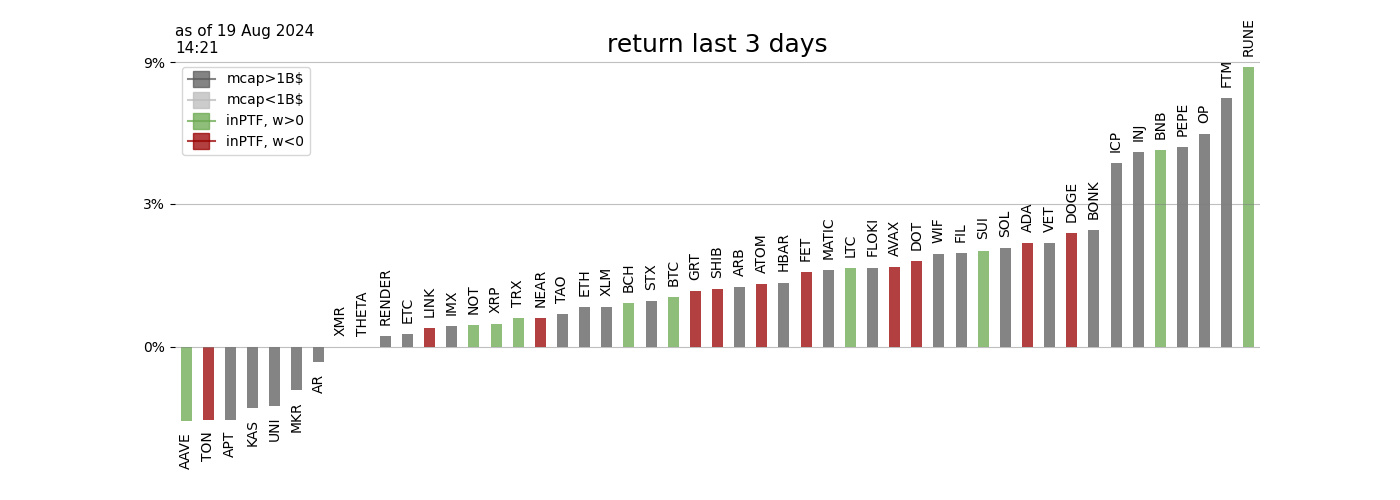 as of 19 Aug 2024
14:21
return last 3 days
9%
3%
0%
mcap>1B$
mcap<1B$
inPTF, w>0
inPTF, w<0
AAVE
TON
APT
KAS
UNI
MKR
AR
XMR
THETA
RENDER
ETC
LINK
IMX
NOT
XRP
TRX
NEAR
TAO
ETH
XLM
BCH
STX
BTC
GRT
SHIB
ARB
ATOM
HBAR
FET
MATIC
LTC
FLOKI
AVAX
DOT
WIF
FIL
SUI
SOL
ADA
VET
DOGE
BONK
ICP
INJ
BNB
PEPE
OP
FTM
RUNE